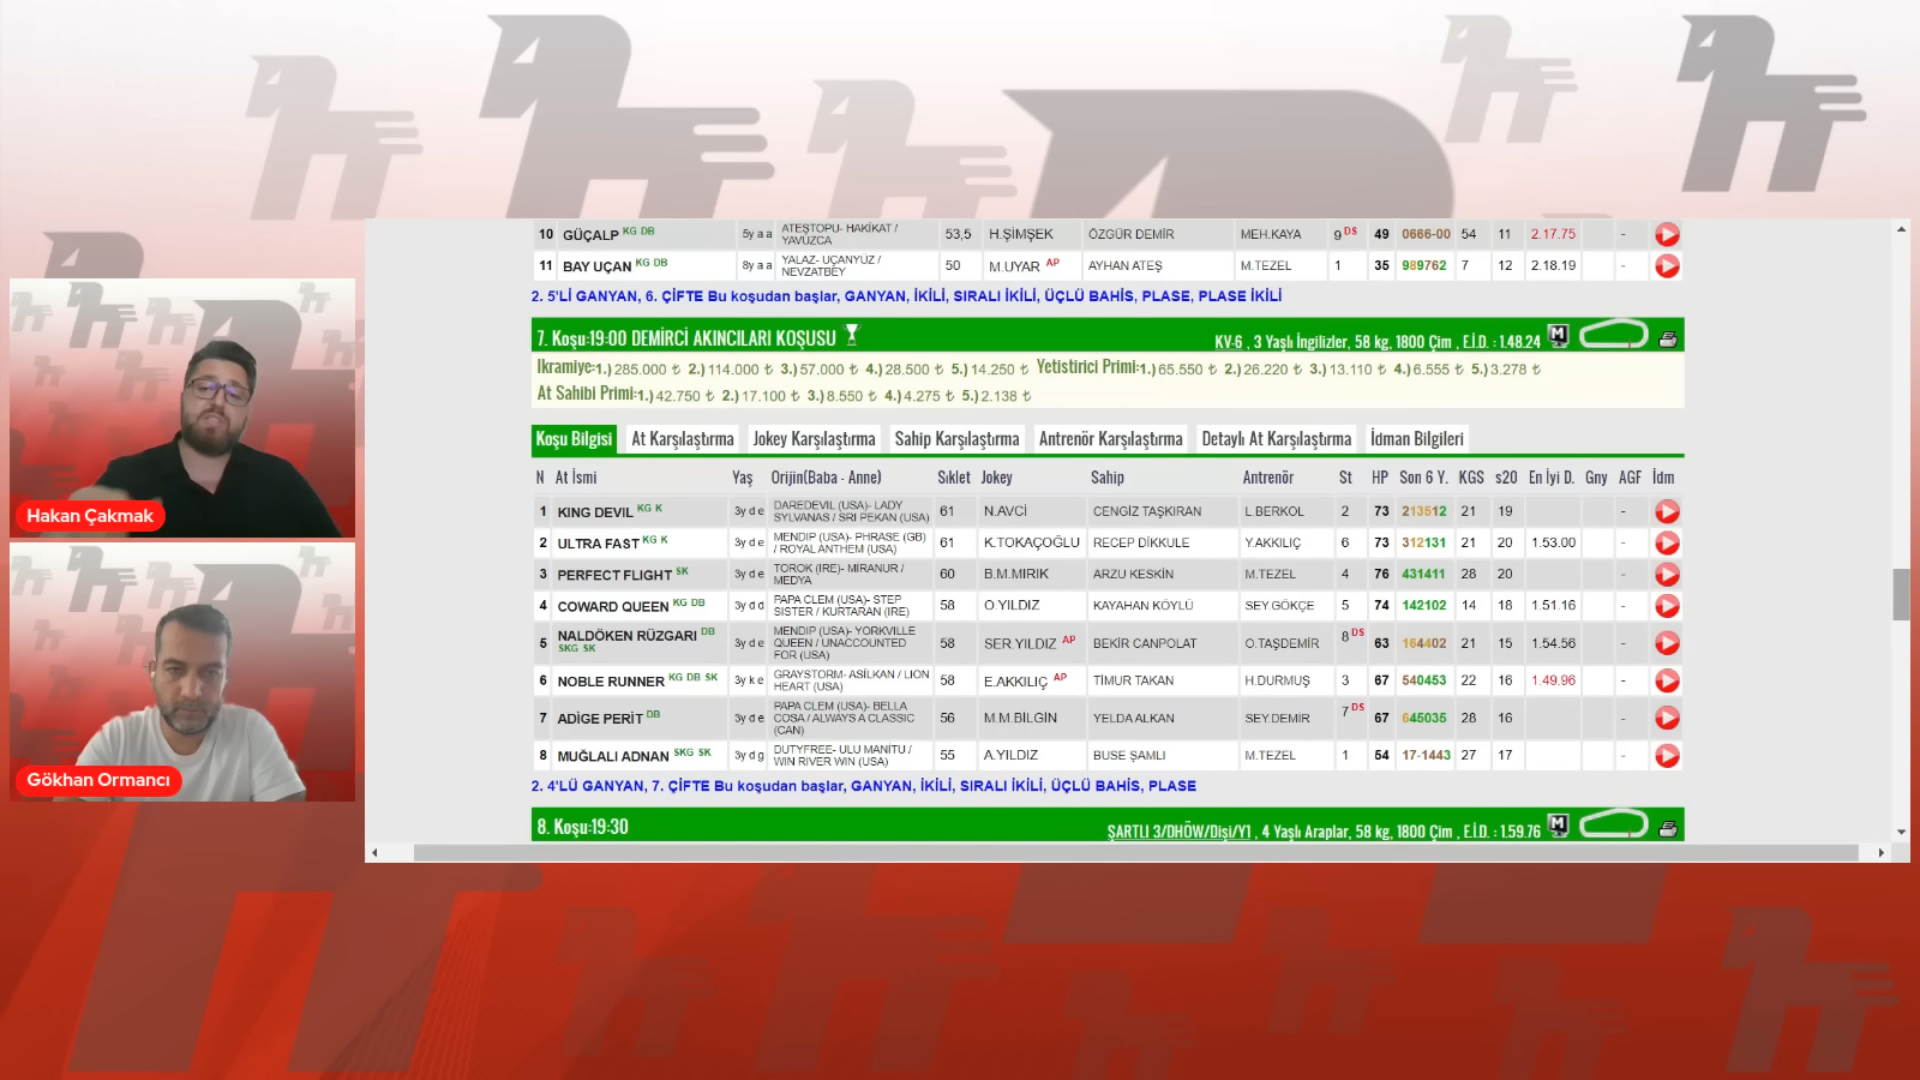 10 GÜÇALP KG DB 5y a a ATEŞTOPU- HAKİKAT / YAVUZCA 53,5 H.ŞİMŞEK ÖZGÜR DEMİR MEH.KAYA 9 DS 49 0666-00 54 11 2.17.75 -
11 BAY UÇAN KG DB 8y a a YALAZ- UÇANYÜZ / NEVZATBEY 50 M.UYAR AP AYHAN ATEŞ M.TEZEL 1 35 989762 7 12 2.18.19 -
2. 5'Lİ GANYAN, 6. ÇİFTE Bu koşudan başlar, GANYAN, İKİLİ, SIRALI İKİLİ, ÜÇLÜ BAHİS, PLASE, PLASE İKİLİ
7. Koşu:19:00 DEMİRCİ AKINCILARI KOŞUSU KV-6 , 3 Yaşlı İngilizler, 58 kg, 1800 Çim , E.İ.D. : 1.48.24 M
Ikramiye:1.) 285.000 ₺ 2.) 114.000 ₺ 3.) 57.000 ₺ 4.) 28.500 ₺ 5.) 14.250 ₺ Yetistirici Primi:1.) 65.550 ₺ 2.) 26.220 ₺ 3.) 13.110 ₺ 4.) 6.555 ₺ 5.) 3.278 ₺
At Sahibi Primi:1.) 42.750 ₺ 2.) 17.100 ₺ 3.) 8.550 ₺ 4.) 4.275 ₺ 5.) 2.138 ₺
Koşu Bilgisi At Karşılaştırma Jokey Karşılaştırma Sahip Karşılaştırma Antrenör Karşılaştırma Detaylı At Karşılaştırma İdman Bilgileri
N At İsmi Yaş Orijin(Baba - Anne) Sıklet Jokey Sahip Antrenör St HP Son 6 Y. KGS s20 En İyi D. Gny AGF İdm
1 KING DEVIL KG K 3y d e DAREDEVIL (USA)- LADY SYLVANAS / SRI PEKAN (USA) 61 N.AVCİ CENGİZ TAŞKIRAN L.BERKOL 2 73 213512 21 19 -
2 ULTRA FAST KG K 3y d e MENDIP (USA)- PHRASE (GB) / ROYAL ANTHEM (USA) 61 K.TOKAÇOĞLU RECEP DİKKULE Y.AKKILIÇ 6 73 312131 21 20 1.53.00 -
3 PERFECT FLIGHT SK 3y d e TOROK (IRE)- MIRANUR / MEDYA 60 B.M.MIRIK ARZU KESKİN M.TEZEL 4 76 431411 28 20 -
4 COWARD QUEEN KG DB 3y d d PAPA CLEM (USA)- STEP SISTER / KURTARAN (IRE) 58 O.YILDIZ KAYAHAN KÖYLÜ SEY.GÖKÇE 5 74 142102 14 18 1.51.16 -
5 NALDÖKEN RÜZGARI DB SKG SK 3y d e MENDIP (USA)- YORKVILLE QUEEN / UNACCOUNTED FOR (USA) 58 SER.YILDIZ AP BEKİR CANPOLAT O.TAŞDEMİR 8 DS 63 164402 21 15 1.54.56 -
6 NOBLE RUNNER KG DB SK 3y k e GRAYSTORM- ASİLKAN / LION HEART (USA) 58 E.AKKILIÇ AP TİMUR TAKAN H.DURMUŞ 3 67 540453 22 16 1.49.96 -
7 ADİGE PERİT DB 3y d e PAPA CLEM (USA)- BELLA COSA / ALWAYS A CLASSIC (CAN) 56 M.M.BİLGİN YELDA ALKAN SEY.DEMİR 7 DS 67 645035 28 16 -
8 MUĞLALI ADNAN SKG SK 3y d g DUTYFREE- ULU MANİTU / WIN RIVER WIN (USA) 55 A.YILDIZ BUSE ŞAMLI M.TEZEL 1 54 17-1443 27 17 -
2. 4'LÜ GANYAN, 7. ÇİFTE Bu koşudan başlar, GANYAN, İKİLİ, SIRALI İKİLİ, ÜÇLÜ BAHİS, PLASE
8. Koşu:19:30 ŞARTLI 3/DHÖW/Dişi/Y1 , 4 Yaşlı Araplar, 58 kg, 1800 Çim , E.İ.D. : 1.59.76 M
Hakan Çakmak
Gökhan Ormancı